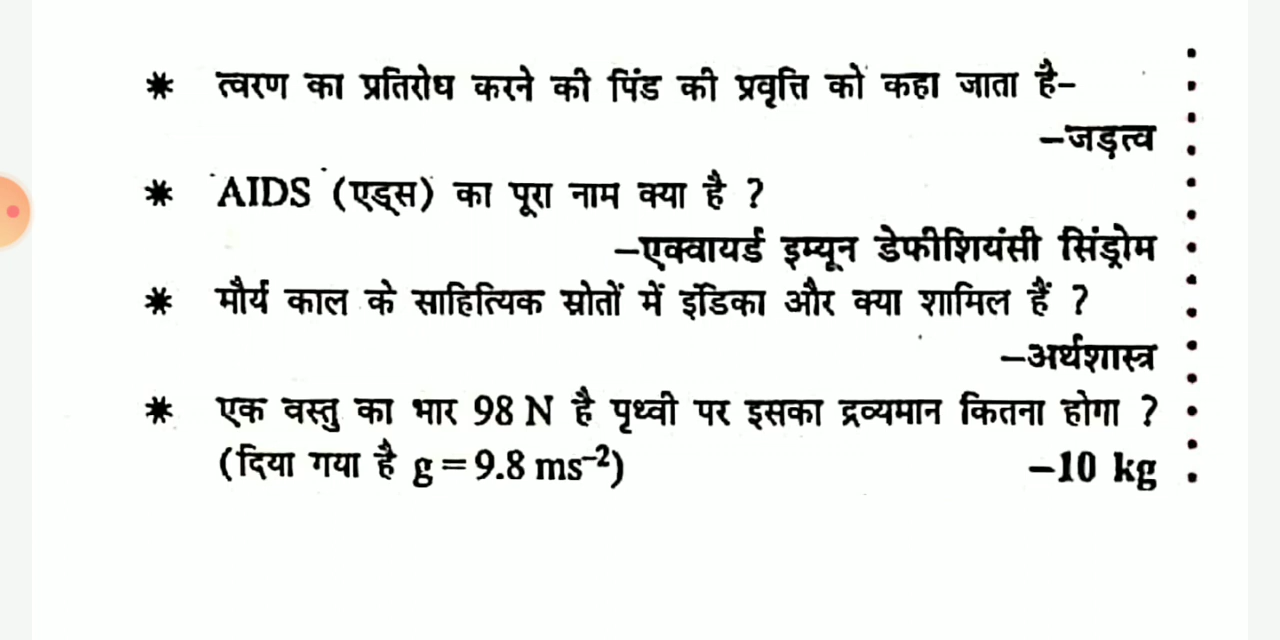 * त्वरण का प्रतिरोध करने की पिंड की प्रवृत्ति को कहा जाता है–
–जड़त्व
* AIDS (एड्स) का पूरा नाम क्या है ?
–एक्वायर्ड इम्यून डेफीशियंसी सिंड्रोम
* मौर्य काल के साहित्यिक स्रोतों में इंडिका और क्या शामिल हैं ?
–अर्थशास्त्र
* एक वस्तु का भार 98 N है पृथ्वी पर इसका द्रव्यमान कितना होगा ?
(दिया गया है g = 9.8 ms⁻²) –10 kg